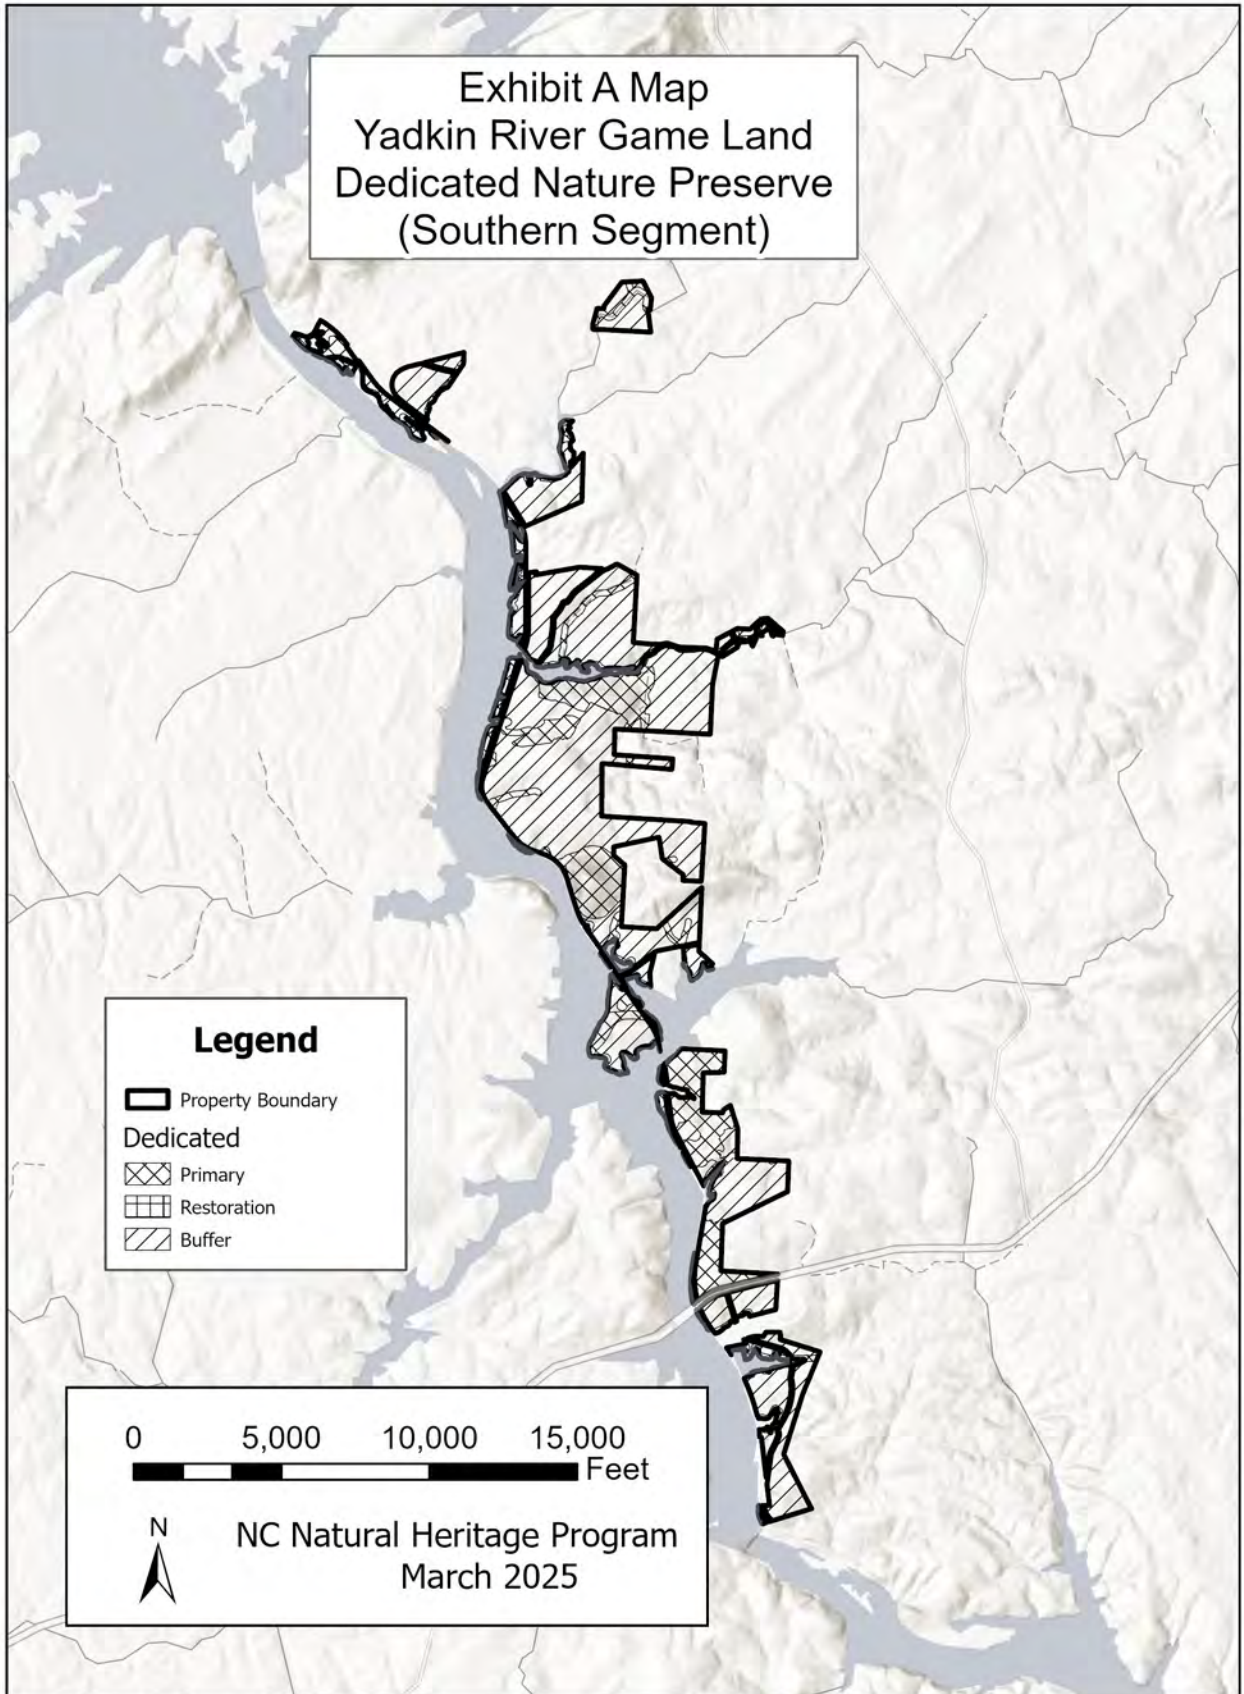 Exhibit A Map
Yadkin River Game Land
Dedicated Nature Preserve
(Southern Segment)
Legend
Property Boundary
Dedicated
Primary
Restoration
Buffer
0 5,000 10,000 15,000
Feet
N
NC Natural Heritage Program
March 2025